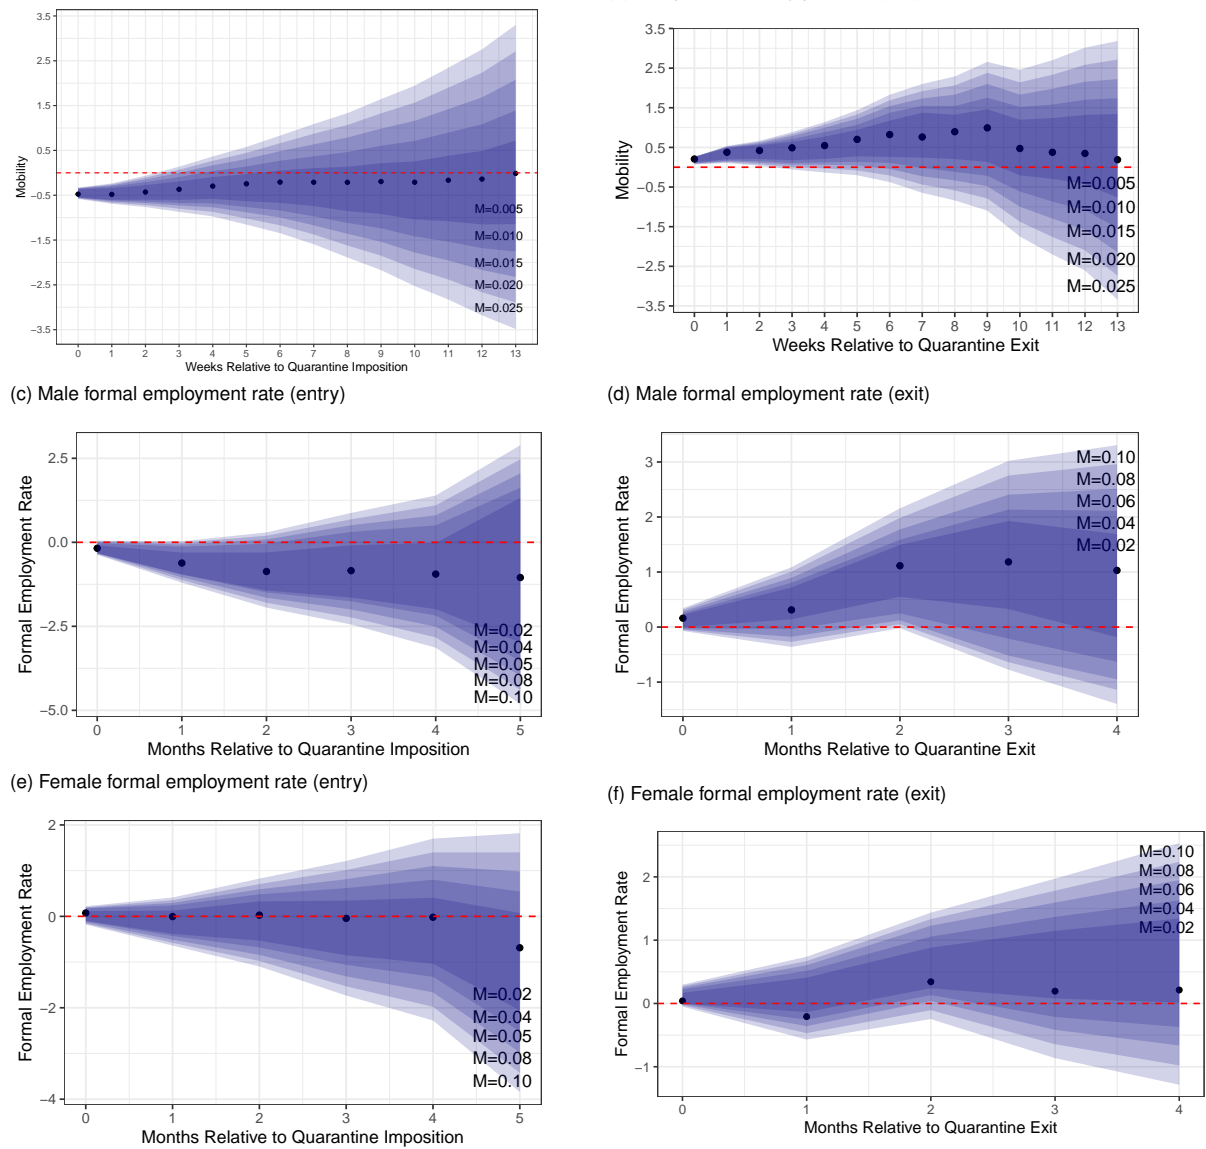 3.5
2.5
1.5
0.5
−0.5
−1.5
−2.5
−3.5
Mobility
M=0.005
M=0.010
M=0.015
M=0.020
M=0.025
0 1 2 3 4 5 6 7 8 9 10 11 12 13
Weeks Relative to Quarantine Imposition
3.5
2.5
1.5
0.5
−0.5
−1.5
−2.5
−3.5
Mobility
M=0.005
M=0.010
M=0.015
M=0.020
M=0.025
0 1 2 3 4 5 6 7 8 9 10 11 12 13
Weeks Relative to Quarantine Exit
(c) Male formal employment rate (entry)
2.5
0.0
−2.5
−5.0
Formal Employment Rate
M=0.02
M=0.04
M=0.05
M=0.08
M=0.10
0 1 2 3 4 5
Months Relative to Quarantine Imposition
(d) Male formal employment rate (exit)
3
2
1
0
−1
Formal Employment Rate
M=0.10
M=0.08
M=0.06
M=0.04
M=0.02
0 1 2 3 4
Months Relative to Quarantine Exit
(e) Female formal employment rate (entry)
2
0
−2
−4
Formal Employment Rate
M=0.02
M=0.04
M=0.05
M=0.08
M=0.10
0 1 2 3 4 5
Months Relative to Quarantine Imposition
(f) Female formal employment rate (exit)
2
1
0
−1
Formal Employment Rate
M=0.10
M=0.08
M=0.06
M=0.04
M=0.02
0 1 2 3 4
Months Relative to Quarantine Exit